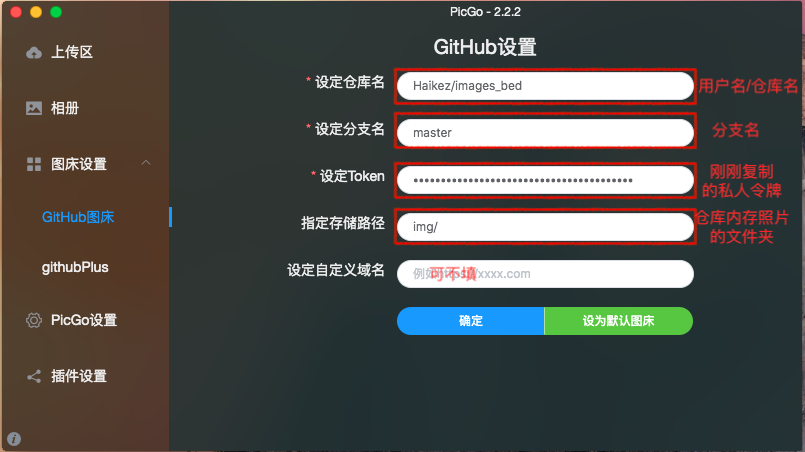 PicGo - 2.2.2
上传区
相册
图床设置
GitHub图床
githubPlus
PicGo设置
插件设置
GitHub设置
* 设定仓库名
Haikez/images_bed
用户名/仓库名
* 设定分支名
master
分支名
* 设定Token
••••••••••••••••••••••••••••••••••••••••
刚刚复制
的私人令牌
指定存储路径
img/
仓库内存照片
的文件夹
设定自定义域名
xxxx.com
可不填
确定
设为默认图床